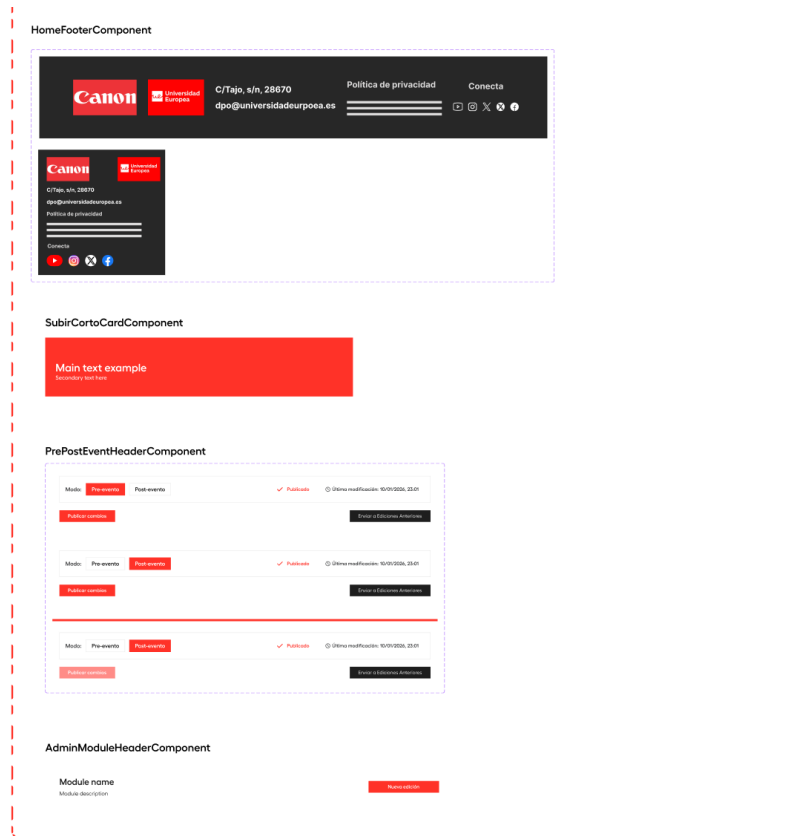 HomeFooterComponent
Canon
Universidad Europea
C/Tajo, s/n, 28670
dpo@universidadeurpoea.es
Política de privacidad
Conecta
Canon
Universidad Europea
C/Tajo, s/n, 28670
dpo@universidadeuropea.es
Política de privacidad
Conecta
SubirCortoCardComponent
Main text example
Secondary text here
PrePostEventHeaderComponent
Modo: Pre-evento Post-evento Publicado Última modificación: 10/01/2026, 23:01
Publicar cambios Enviar a Ediciones Anteriores
Modo: Pre-evento Post-evento Publicado Última modificación: 10/01/2026, 23:01
Publicar cambios Enviar a Ediciones Anteriores
Modo: Pre-evento Post-evento Publicado Última modificación: 10/01/2026, 23:01
Publicar cambios Enviar a Ediciones Anteriores
AdminModuleHeaderComponent
Module name
Module description
Nueva edición